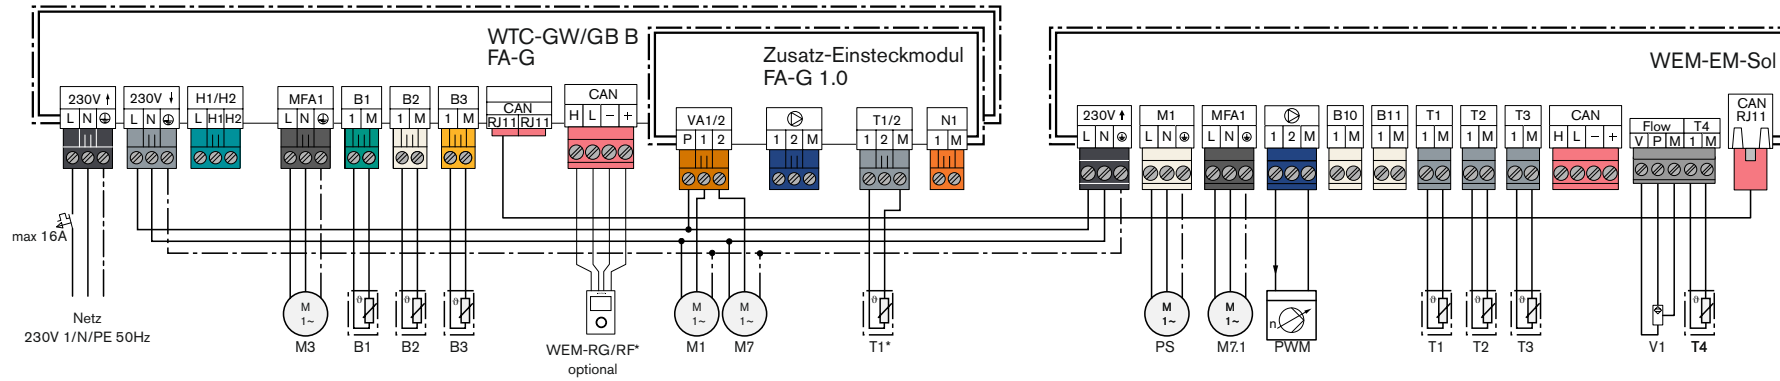 WTC-GW/GB B
FA-G
Zusatz-Einsteckmodul
FA-G 1.0
WEM-EM-Sol
230V ↑
L N
230V ↓
L N
H1/H2
L H1 H2
MFA1
L N
B1
1 M
B2
1 M
B3
1 M
CAN
RJ11 RJ11
CAN
H L − +
VA1/2
P 1 2
1 2 M
T1/2
1 2 M
N1
1 M
230V ↑
L N
M1
L N
MFA1
L N
1 2 M
B10
1 M
B11
1 M
T1
1 M
T2
1 M
T3
1 M
CAN
H L − +
Flow T4
V P M 1 M
CAN
RJ11
max 16A
Netz
230V 1/N/PE 50Hz
M
1~
M3
ϑ
B1
ϑ
B2
ϑ
B3
WEM-RG/RF*
optional
M
1~
M1
M
1~
M7
ϑ
T1*
M
1~
PS
M
1~
M7.1
n
PWM
ϑ
T1
ϑ
T2
ϑ
T3
V1
ϑ
T4